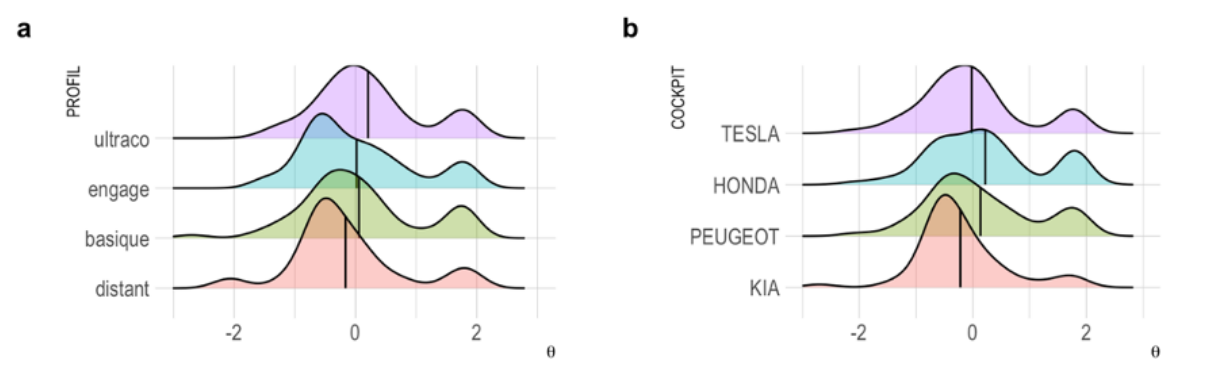 a
PROFIL
ultraco
engage
basique
distant
-2 0 2
θ
b
COCKPIT
TESLA
HONDA
PEUGEOT
KIA
-2 0 2
θ